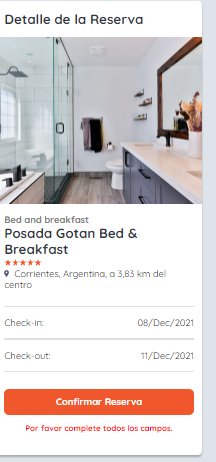 Detalle de la Reserva
Bed and breakfast
Posada Gotan Bed &
Breakfast
Corrientes, Argentina, a 3,83 km del
centro
Check-in: 08/Dec/2021
Check-out: 11/Dec/2021
Confirmar Reserva
Por favor complete todos los campos.